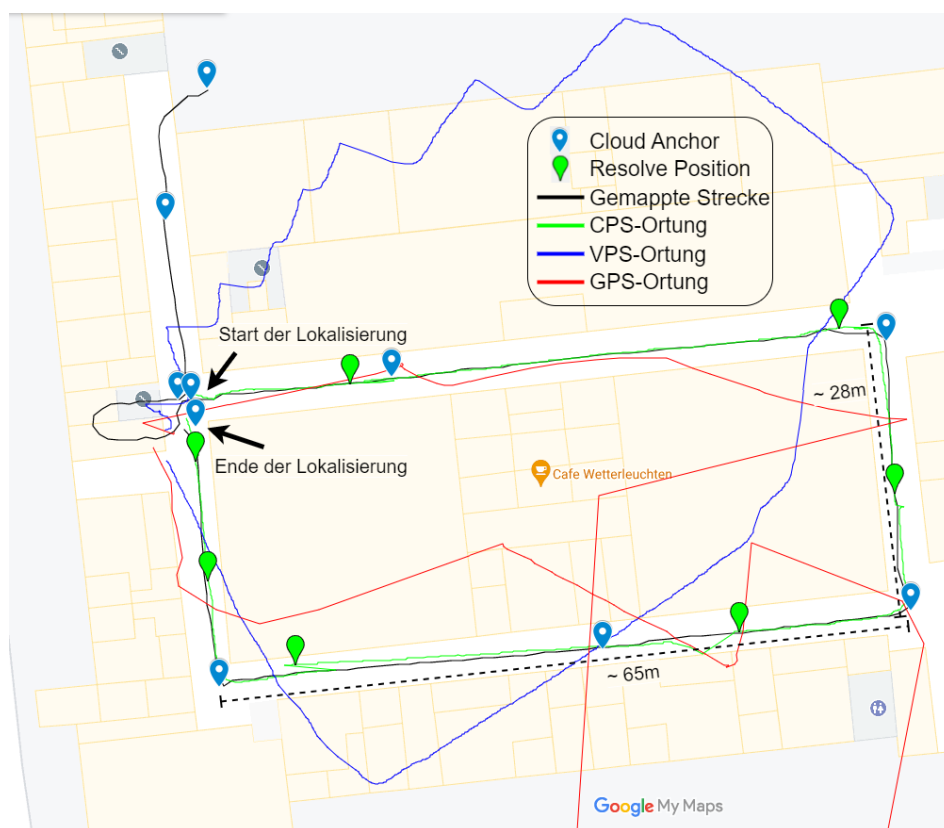 Cloud Anchor
Resolve Position
Gemappte Strecke
CPS-Ortung
VPS-Ortung
GPS-Ortung
Start der Lokalisierung
~ 28m
Ende der Lokalisierung
Cafe Wetterleuchten
~ 65m
Google My Maps